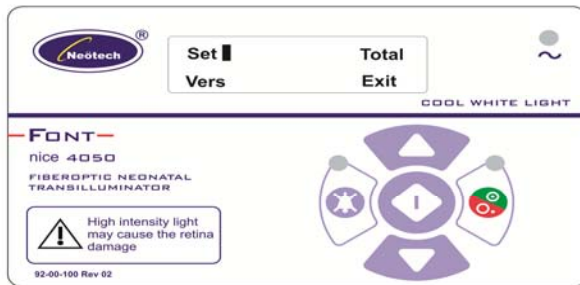 Neötech ®
Set Total
Vers Exit
COOL WHITE LIGHT
FONT
nice 4050
FIBEROPTIC NEONATAL
TRANSILLUMINATOR
High intensity light
may cause the retina
damage
92-00-100 Rev 02